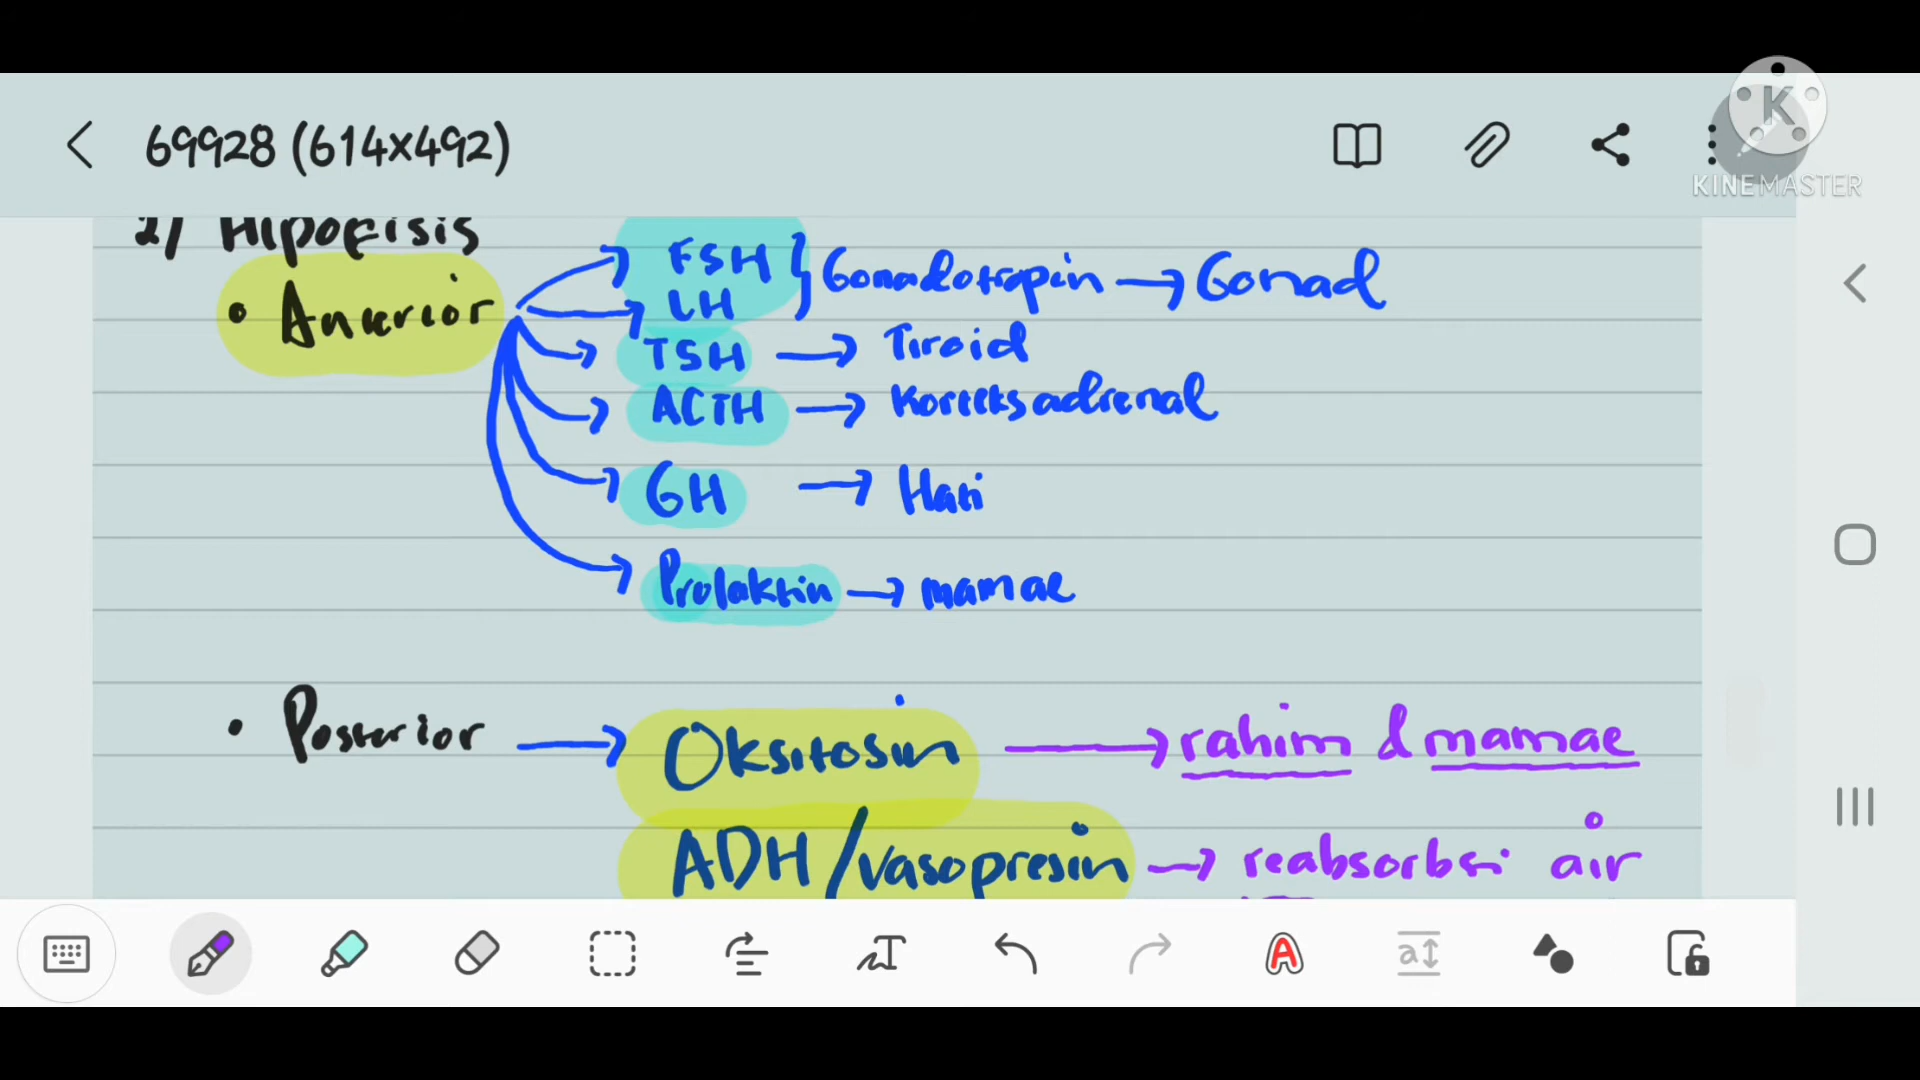 69928 (614x492)
K
KINEMASTER
2) Hipofisis
• Anterior
FSH } Gonadotropin → Gonad
LH
TSH → Tiroid
ACTH → Korteks adrenal
GH → Hati
Prolaktin → mamae
• Posterior → Oksitosin → rahim & mamae
ADH/vasopresin → reabsorbsi air